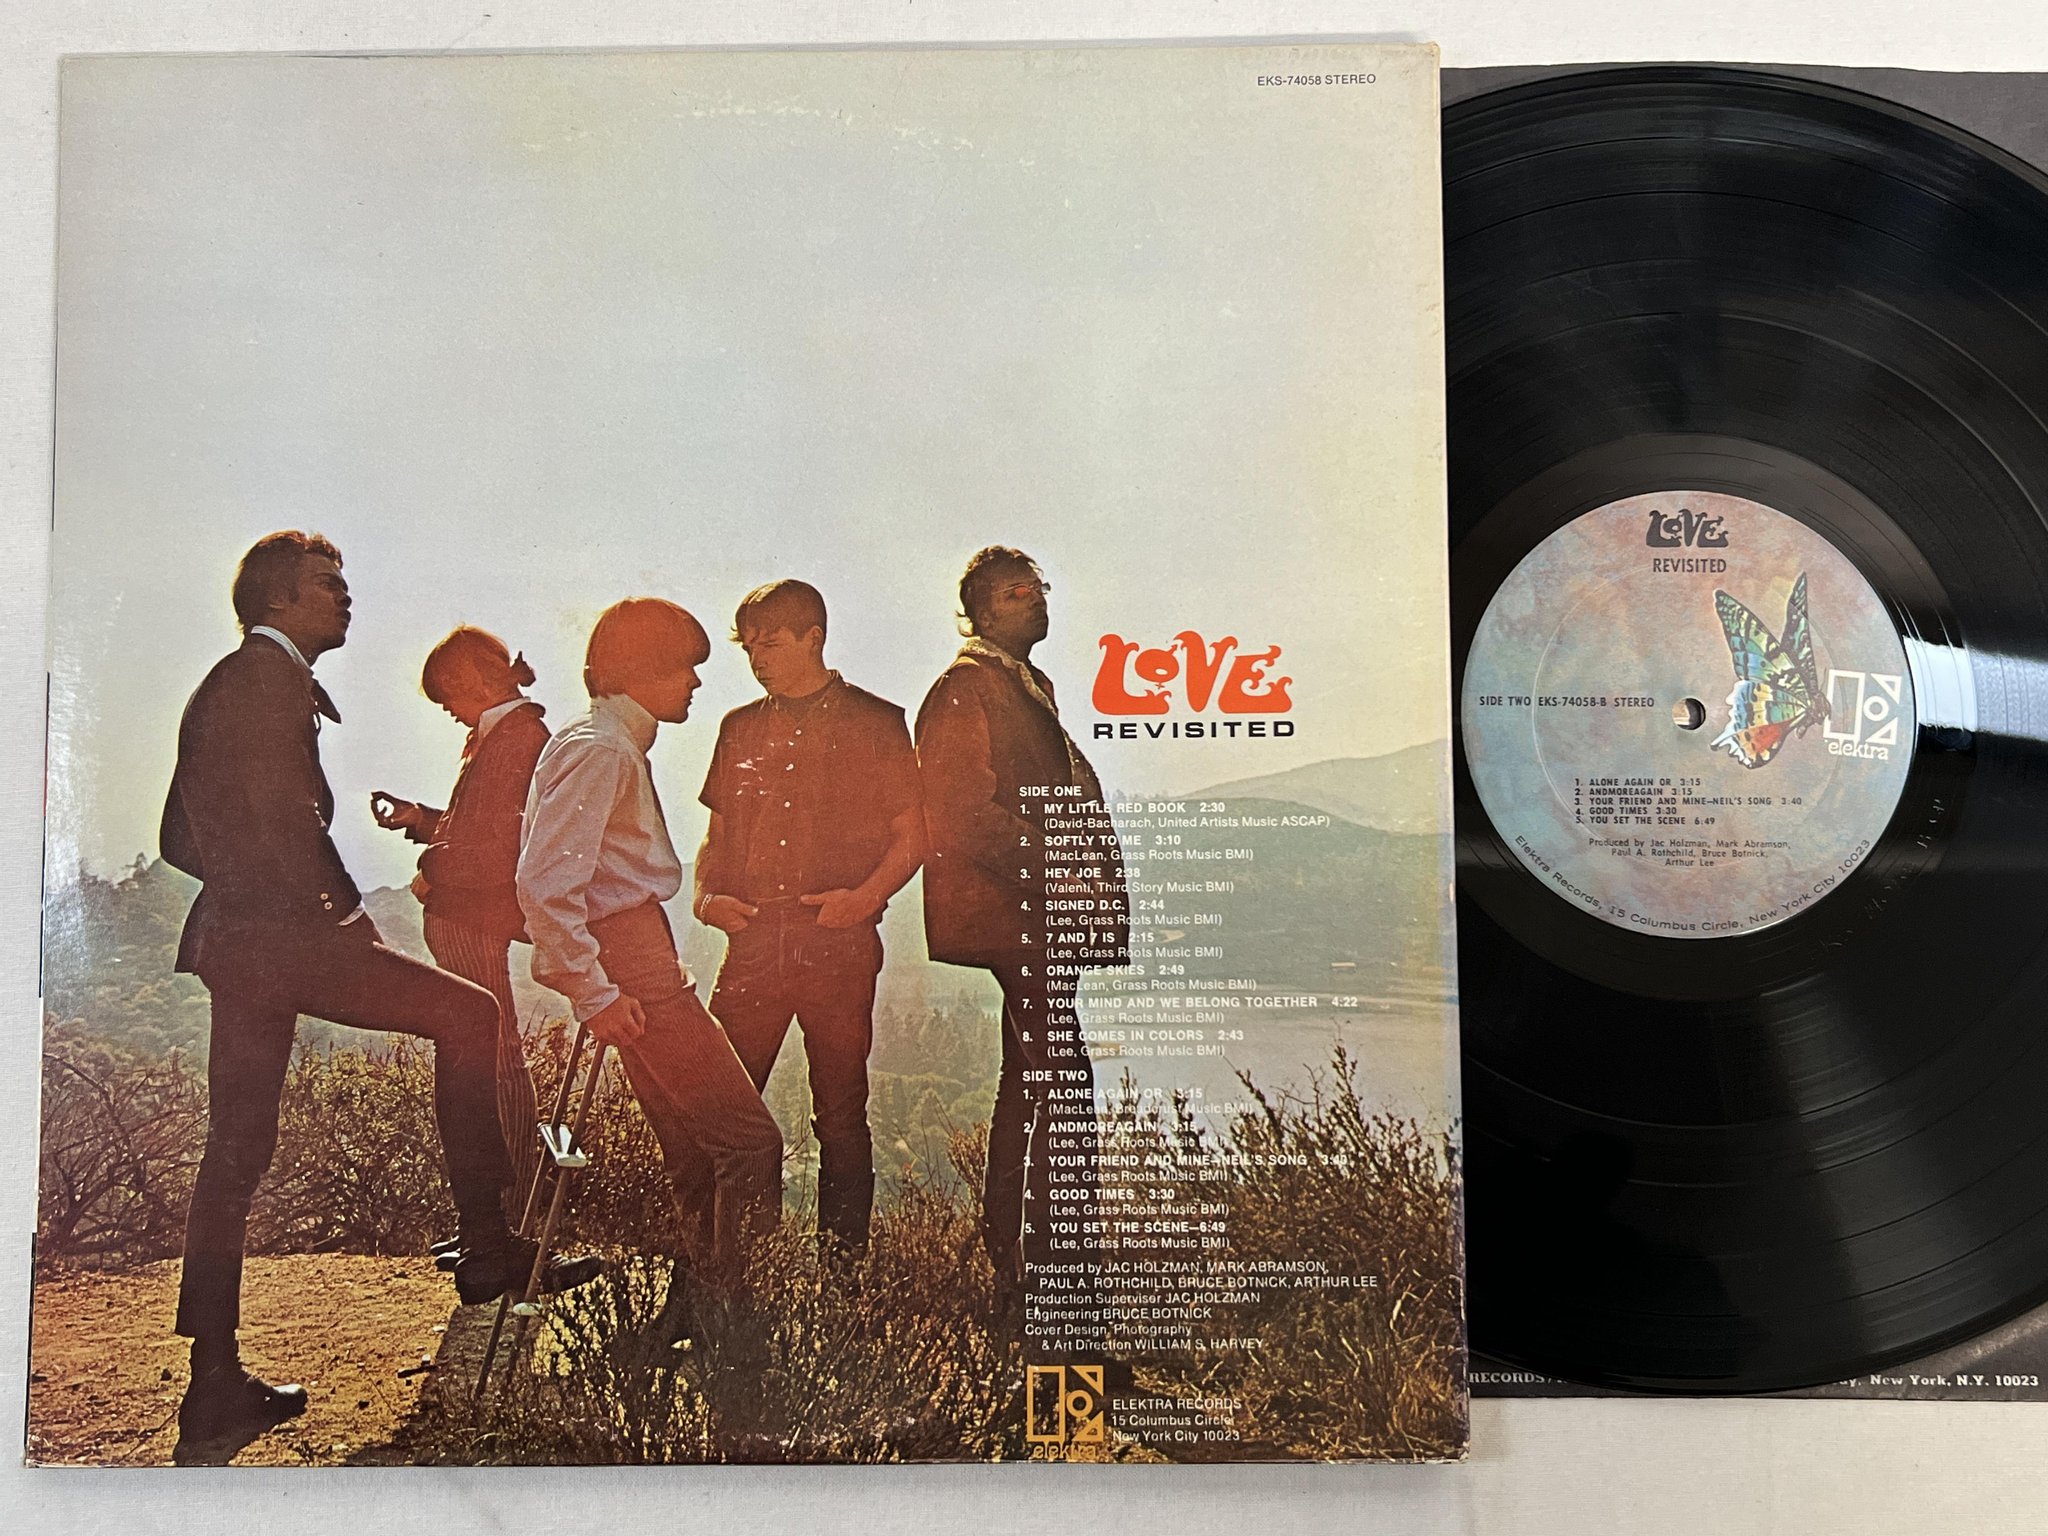 EKS-74058 STEREO
LOVE
REVISITED
SIDE ONE
1. MY LITTLE RED BOOK 2:30
(David-Bacharach, United Artists Music ASCAP)
2. SOFTLY TO ME 3:10
(MacLean, Grass Roots Music BMI)
3. HEY JOE 2:38
(Valenti, Third Story Music BMI)
4. SIGNED D.C. 2:44
(Lee, Grass Roots Music BMI)
5. 7 AND 7 IS 2:15
(Lee, Grass Roots Music BMI)
6. ORANGE SKIES 2:49
(MacLean, Grass Roots Music BMI)
7. YOUR MIND AND WE BELONG TOGETHER 4:22
(Lee, Grass Roots Music BMI)
8. SHE COMES IN COLORS 2:43
(Lee, Grass Roots Music BMI)
SIDE TWO
1. ALONE AGAIN OR 3:15
(MacLean, Breadcrust Music BMI)
2. ANDMOREAGAIN 3:15
(Lee, Grass Roots Music BMI)
3. YOUR FRIEND AND MINE—NEIL'S SONG 3:40
(Lee, Grass Roots Music BMI)
4. GOOD TIMES 3:30
(Lee, Grass Roots Music BMI)
5. YOU SET THE SCENE—6:49
(Lee, Grass Roots Music BMI)
Produced by JAC HOLZMAN, MARK ABRAMSON,
PAUL A. ROTHCHILD, BRUCE BOTNICK, ARTHUR LEE
Production Supervisor JAC HOLZMAN
Engineering BRUCE BOTNICK
Cover Design, Photography
& Art Direction WILLIAM S. HARVEY
elektra
ELEKTRA RECORDS
15 Columbus Circle
New York City 10023
LOVE
REVISITED
SIDE TWO EKS-74058-B STEREO
elektra
1. ALONE AGAIN OR 3:15
2. ANDMOREAGAIN 3:15
3. YOUR FRIEND AND MINE—NEIL'S SONG 3:40
4. GOOD TIMES 3:30
5. YOU SET THE SCENE 6:49
Produced by Jac Holzman, Mark Abramson,
Paul A. Rothchild, Bruce Botnick,
Arthur Lee
Elektra Records, 15 Columbus Circle, New York City 10023
RECORDS
New York, N.Y. 10023